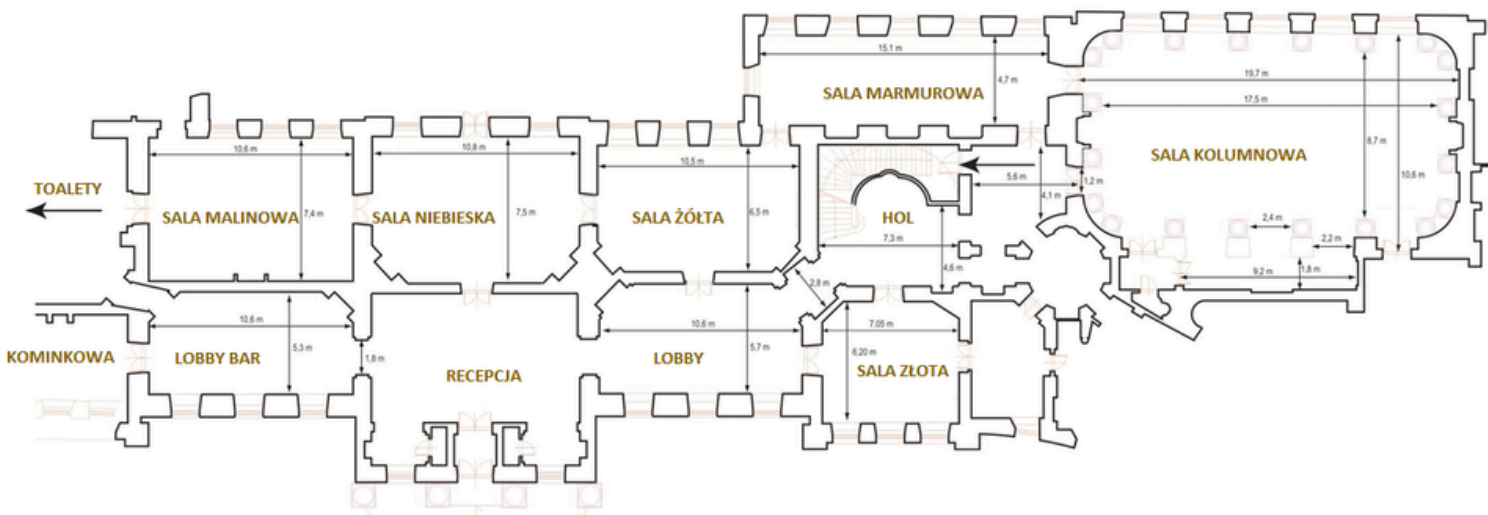 15,1 m
4,7 m
SALA MARMUROWA
19,7 m
17,5 m
SALA KOLUMNOWA
8,7 m
10,6 m
1,2 m
2,4 m
2,2 m
1,8 m
9,2 m
TOALETY
10,6 m
SALA MALINOWA
7,4 m
10,8 m
SALA NIEBIESKA
7,5 m
10,5 m
SALA ŻÓŁTA
6,5 m
HOL
7,3 m
4,6 m
5,6 m
4,1 m
2,8 m
KOMINKOWA
10,6 m
LOBBY BAR
5,3 m
1,8 m
RECEPCJA
10,6 m
LOBBY
5,7 m
7,05 m
6,20 m
SALA ZŁOTA